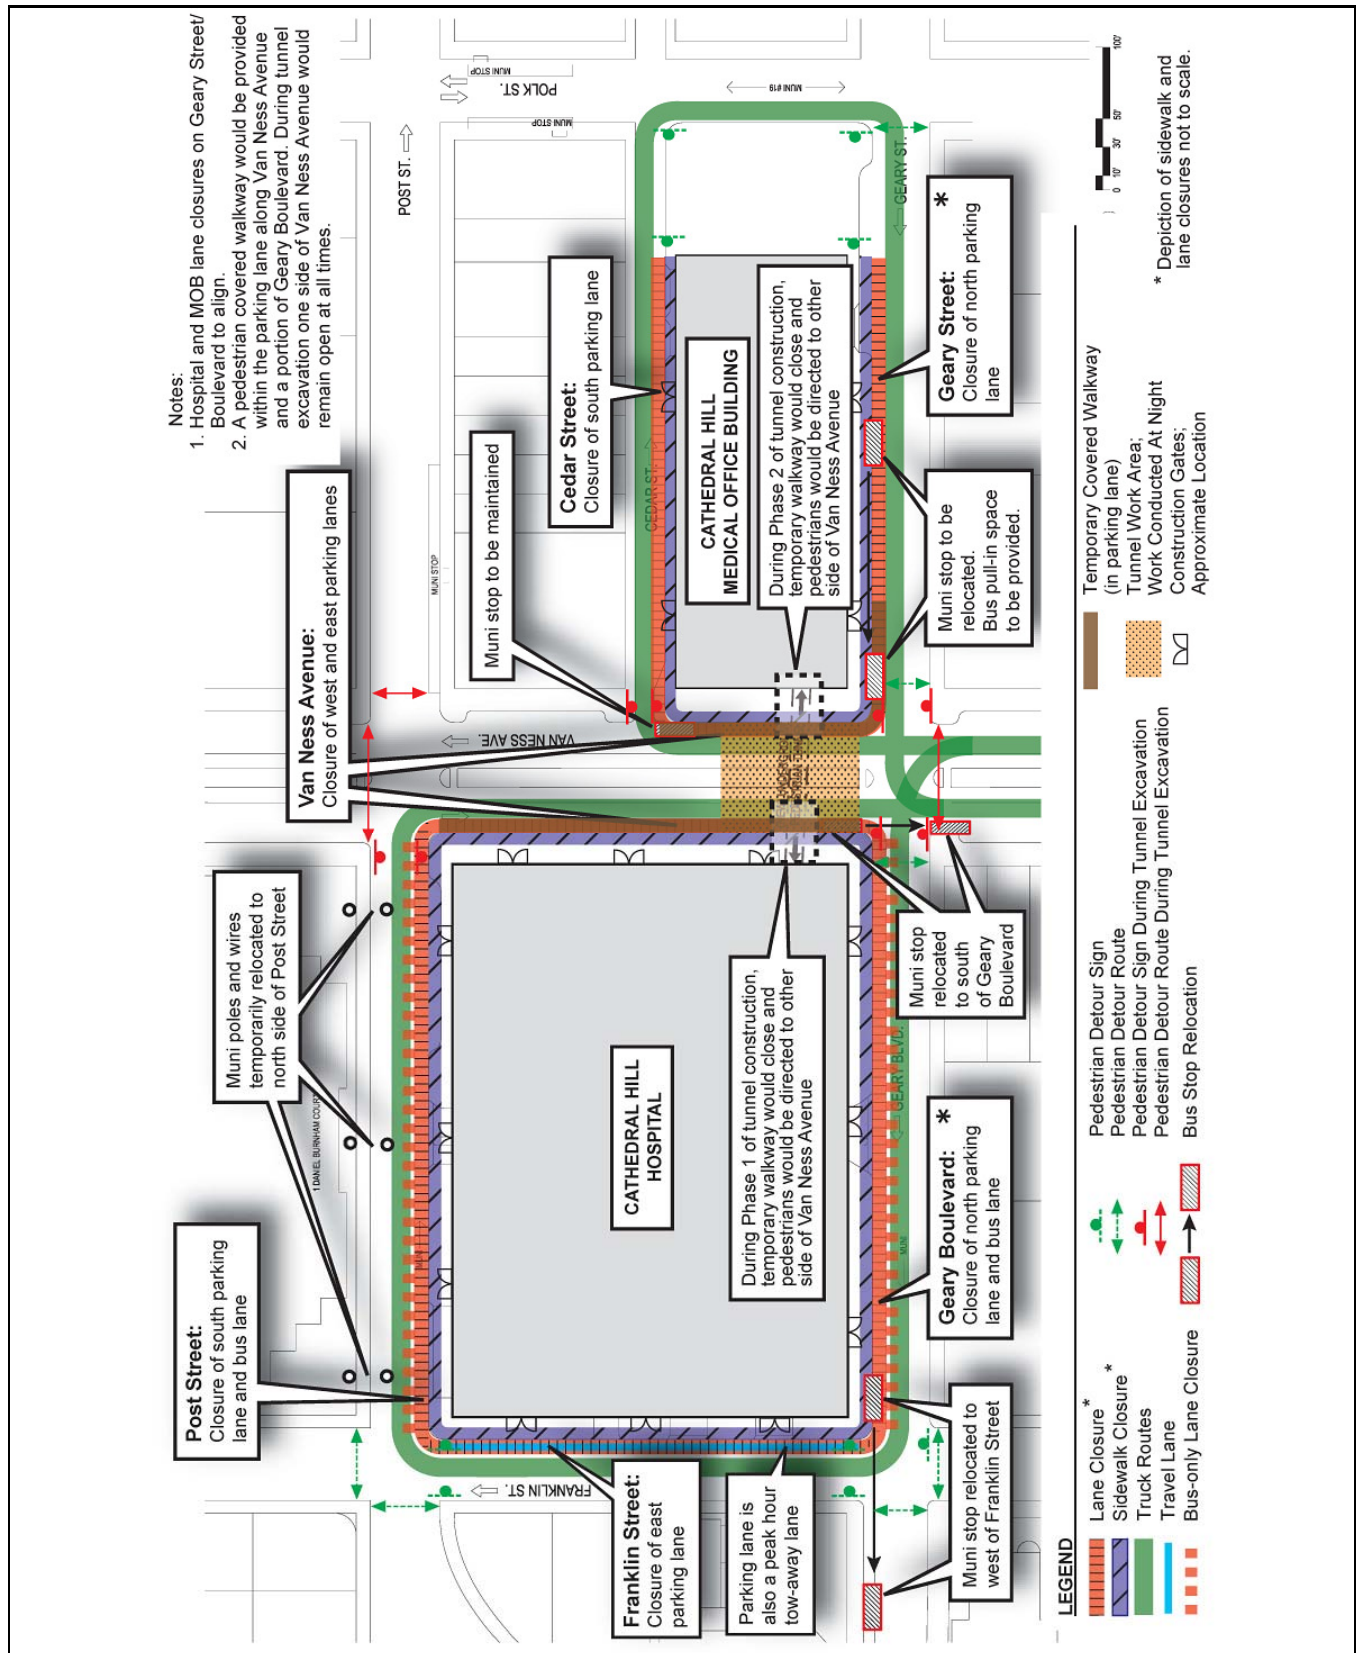 Notes:
1. Hospital and MOB lane closures on Geary Street/
Boulevard to align.
2. A pedestrian covered walkway would be provided
within the parking lane along Van Ness Avenue
and a portion of Geary Boulevard. During tunnel
excavation one side of Van Ness Avenue would
remain open at all times.
Post Street:
Closure of south parking
lane and bus lane
Muni poles and wires
temporarily relocated to
north side of Post Street
Van Ness Avenue:
Closure of west and east parking lanes
Muni stop to be maintained
Cedar Street:
Closure of south parking lane
POST ST.
POLK ST.
MUNI STOP
MUNI STOP
MUNI STOP
MUNI #19
1 DANIEL BURNHAM COURT
MUNI
VAN NESS AVE.
CEDAR ST.
CATHEDRAL HILL
HOSPITAL
CATHEDRAL HILL
MEDICAL OFFICE BUILDING
During Phase 1 of tunnel construction,
temporary walkway would close and
pedestrians would be directed to other
side of Van Ness Avenue
During Phase 2 of tunnel construction,
temporary walkway would close and
pedestrians would be directed to other
side of Van Ness Avenue
FRANKLIN ST.
Franklin Street:
Closure of east
parking lane
Parking lane is
also a peak hour
tow-away lane
Muni stop relocated to
west of Franklin Street
MUNI
GEARY BLVD.
Geary Boulevard: *
Closure of north parking
lane and bus lane
Muni stop
relocated
to south
of Geary
Boulevard
Muni stop to be
relocated.
Bus pull-in space
to be provided.
GEARY ST.
Geary Street: *
Closure of north parking
lane
LEGEND
Lane Closure*
Sidewalk Closure*
Truck Routes
Travel Lane
Bus-only Lane Closure
Pedestrian Detour Sign
Pedestrian Detour Route
Pedestrian Detour Sign During Tunnel Excavation
Pedestrian Detour Route During Tunnel Excavation
Bus Stop Relocation
Temporary Covered Walkway
(in parking lane)
Tunnel Work Area;
Work Conducted At Night
Construction Gates;
Approximate Location
0 10' 30' 50' 100'
* Depiction of sidewalk and
lane closures not to scale.